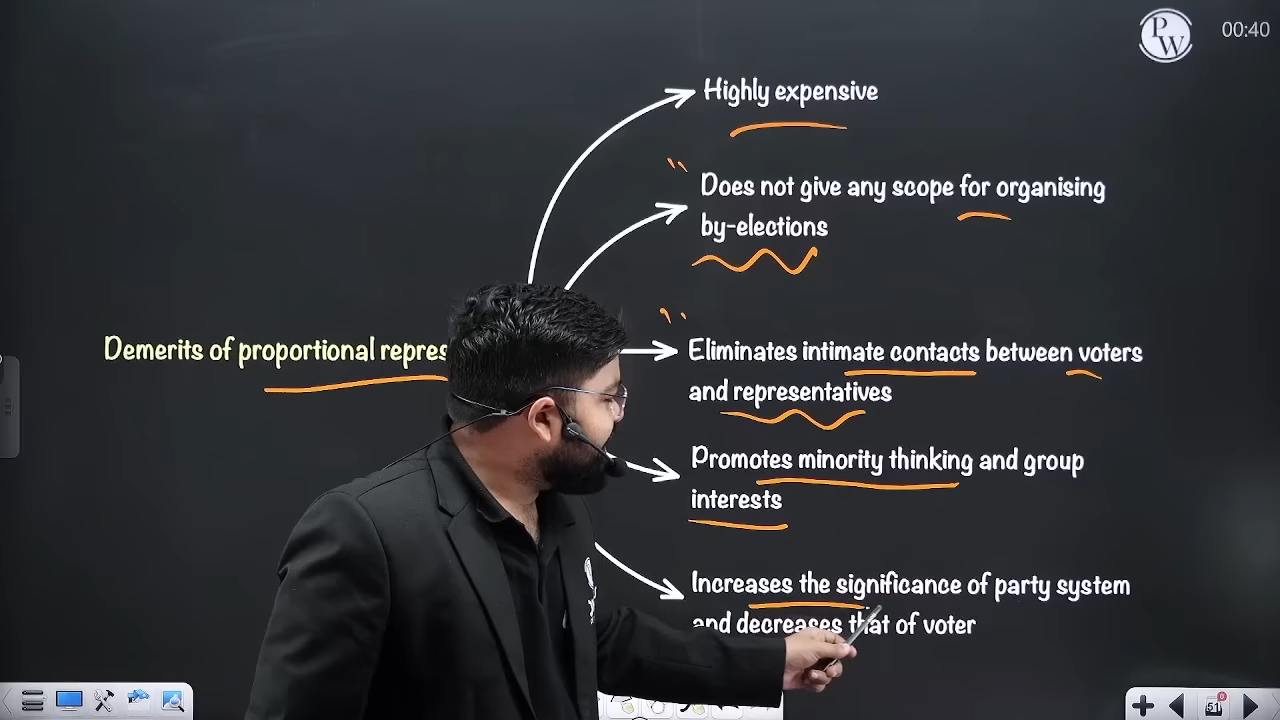 PW
00:40
Highly expensive
Does not give any scope for organising
by-elections
Demerits of proportional repres
Eliminates intimate contacts between voters
and representatives
Promotes minority thinking and group
interests
Increases the significance of party system
and decreases that of voter
51